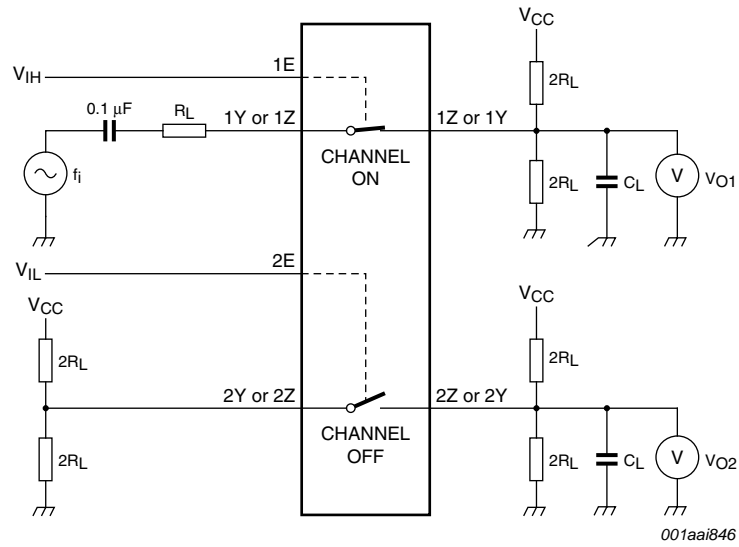 VCC
1E
VIH
0.1 μF
RL
1Y or 1Z
1Z or 1Y
2RL
fi
CHANNEL
ON
2RL
CL
V
VO1
2E
VIL
VCC
VCC
2RL
2RL
2Y or 2Z
2Z or 2Y
CHANNEL
OFF
2RL
2RL
CL
V
VO2
001aai846